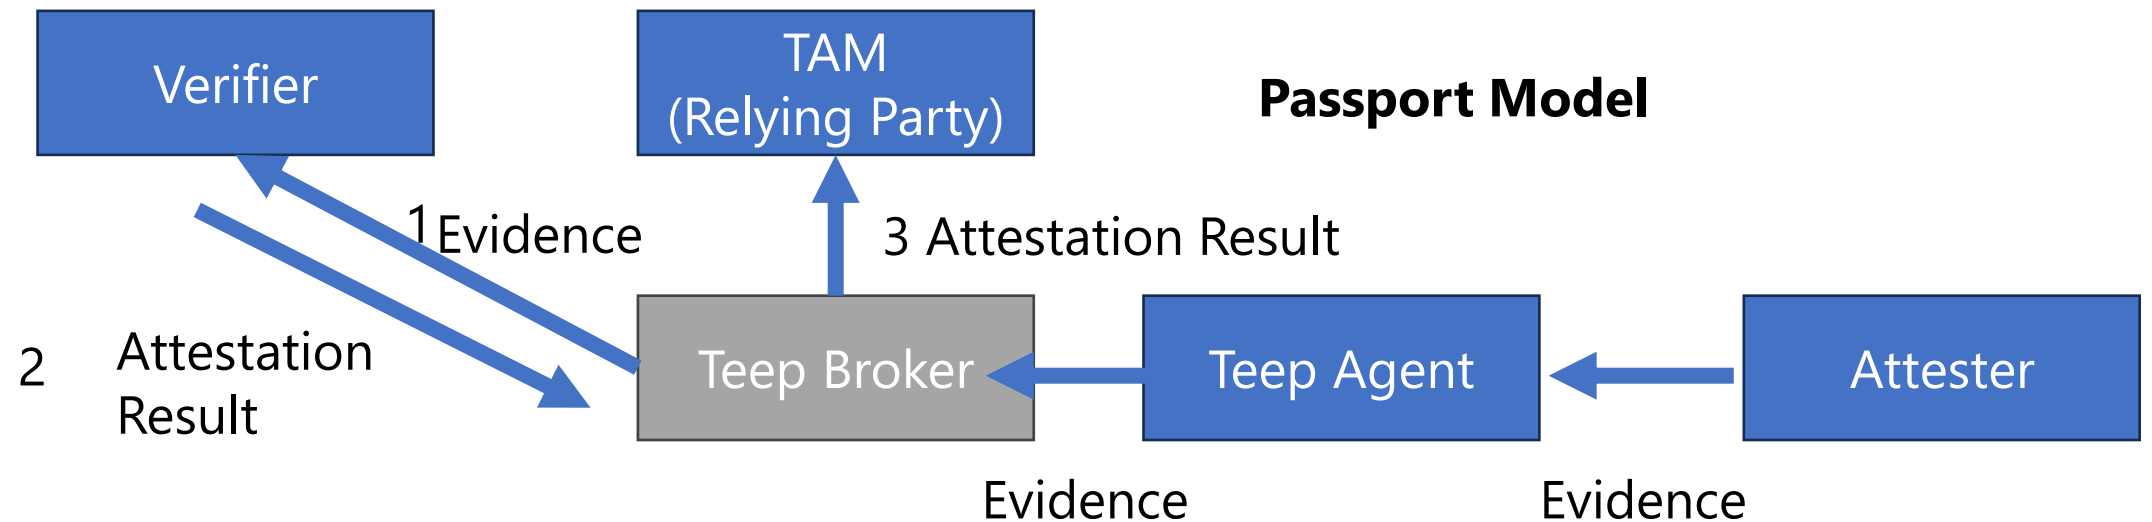 Verifier
TAM
(Relying Party)
Passport Model
1 Evidence
3 Attestation Result
2 Attestation
Result
Teep Broker
Teep Agent
Attester
Evidence
Evidence